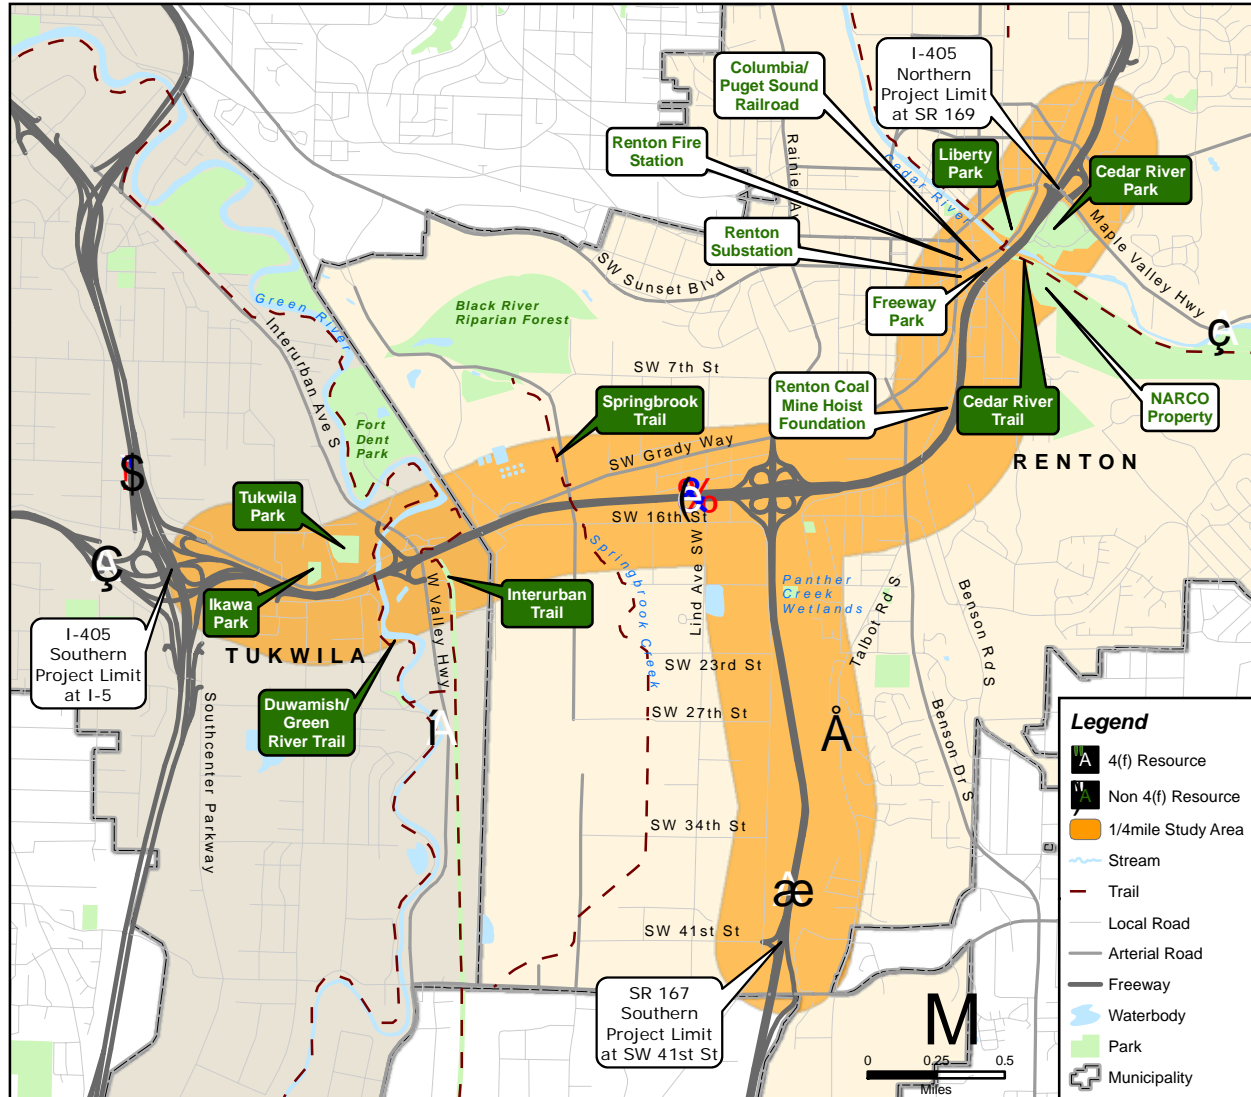 I-405
Northern
Project Limit
at SR 169
Columbia/
Puget Sound
Railroad
Renton Fire
Station
Renton
Substation
Liberty
Park
Cedar River
Park
Cedar River
Maple Valley Hwy
Ç
Freeway
Park
NARCO
Property
Cedar River
Trail
Renton Coal
Mine Hoist
Foundation
RENTON
SW Sunset Blvd
Black River
Riparian Forest
SW 7th St
Green River
Interurban Ave S
Fort
Dent
Park
Springbrook
Trail
SW Grady Way
SW 16th St
Tukwila
Park
Ikawa
Park
Interurban
Trail
TUKWILA
I-405
Southern
Project Limit
at I-5
Duwamish/
Green
River Trail
W Valley Hwy
Southcenter Parkway
Springbrook Creek
Lind Ave SW
Panther
Creek
Wetlands
Talbot Rd S
Benson Rd S
Benson Dr S
SW 23rd St
SW 27th St
SW 34th St
SW 41st St
$
Ç
í
Å
æ
SR 167
Southern
Project Limit
at SW 41st St
M
0 0.25 0.5
Miles
Legend
A 4(f) Resource
A Non 4(f) Resource
1/4mile Study Area
Stream
Trail
Local Road
Arterial Road
Freeway
Waterbody
Park
Municipality